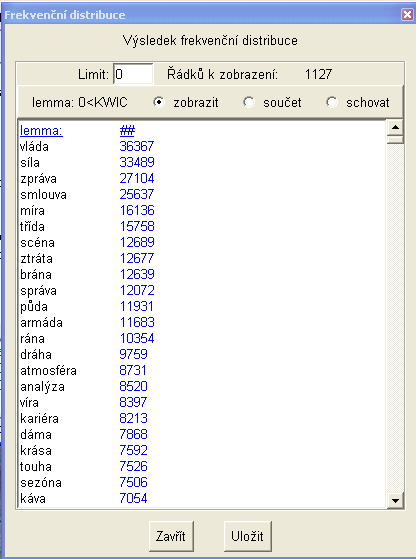 Frekvenční distribuce
Výsledek frekvenční distribuce
Limit: 0 Řádků k zobrazení: 1127
lemma: 0<KWIC zobrazit součet schovat
lemma: ##
vláda 36367
síla 33489
zpráva 27104
smlouva 25637
míra 16136
třída 15758
scéna 12689
ztráta 12677
brána 12639
správa 12072
půda 11931
armáda 11683
rána 10354
dráha 9759
atmosféra 8731
analýza 8520
víra 8397
kariéra 8213
dáma 7868
krása 7592
touha 7526
sezóna 7506
káva 7054
Zavřít Uložit